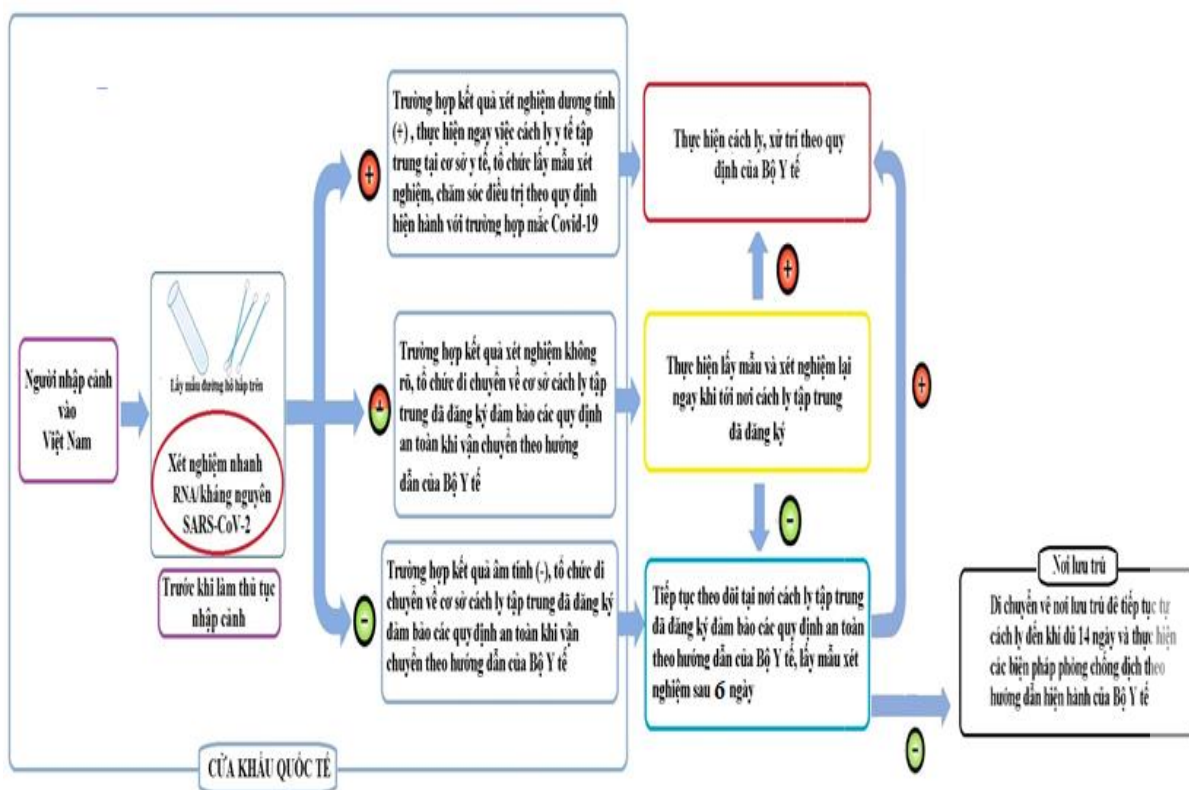 Người nhập cảnh
vào
Việt Nam
Lấy mẫu đường hô hấp trên
Xét nghiệm nhanh
RNA/kháng nguyên
SARS-CoV-2
Trước khi làm thủ tục
nhập cảnh
+
Trường hợp kết quả xét nghiệm dương tính
(+) , thực hiện ngay việc cách ly y tế tập
trung tại cơ sở y tế, tổ chức lấy mẫu xét
nghiệm, chăm sóc điều trị theo quy định
hiện hành với trường hợp mắc Covid-19
+
-
Trường hợp kết quả xét nghiệm không
rõ, tổ chức di chuyển về cơ sở cách ly tập
trung đã đăng ký đảm bảo các quy định
an toàn khi vận chuyển theo hướng
dẫn của Bộ Y tế
-
Trường hợp kết quả âm tính (-), tổ chức di
chuyển về cơ sở cách ly tập trung đã đăng ký
đảm bảo các quy định an toàn khi vận
chuyển theo hướng dẫn của Bộ Y tế
CỬA KHẨU QUỐC TẾ
Thực hiện cách ly, xử trí theo quy
định của Bộ Y tế
+
Thực hiện lấy mẫu và xét nghiệm lại
ngay khi tới nơi cách ly tập trung
đã đăng ký
-
+
Tiếp tục theo dõi tại nơi cách ly tập trung
đã đăng ký đảm bảo các quy định an toàn
theo hướng dẫn của Bộ Y tế, lấy mẫu xét
nghiệm sau 6 ngày
-
Nơi lưu trú
Di chuyển về nơi lưu trú để tiếp tục tự
cách ly đến khi đủ 14 ngày và thực hiện
các biện pháp phòng chống dịch theo
hướng dẫn hiện hành của Bộ Y tế